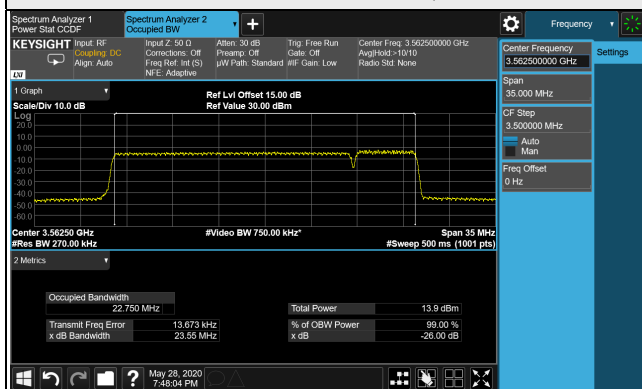 Spectrum Analyzer 1
Power Stat CCDF
Spectrum Analyzer 2
Occupied BW
Frequency
KEYSIGHT
LXI
Input: RF
Coupling: DC
Align: Auto
Input Z: 50 Ω
Corrections: Off
Freq Ref: Int (S)
NFE: Adaptive
Atten: 30 dB
Preamp: Off
µW Path: Standard
Trig: Free Run
Gate: Off
#IF Gain: Low
Center Freq: 3.562500000 GHz
Avg|Hold:>10/10
Radio Std: None
Center Frequency
3.562500000 GHz
Settings
Span
35.000 MHz
CF Step
3.500000 MHz
Auto
Man
Freq Offset
0 Hz
1 Graph
Scale/Div 10.0 dB
Ref Lvl Offset 15.00 dB
Ref Value 30.00 dBm
Log
20.0
10.0
0.00
-10.0
-20.0
-30.0
-40.0
-50.0
-60.0
Center 3.56250 GHz
#Video BW 750.00 kHz*
Span 35 MHz
#Res BW 270.00 kHz
#Sweep 500 ms (1001 pts)
2 Metrics
Occupied Bandwidth
22.750 MHz
Total Power 13.9 dBm
Transmit Freq Error 13.673 kHz
% of OBW Power 99.00 %
x dB Bandwidth 23.55 MHz
x dB -26.00 dB
?
May 28, 2020
7:48:04 PM